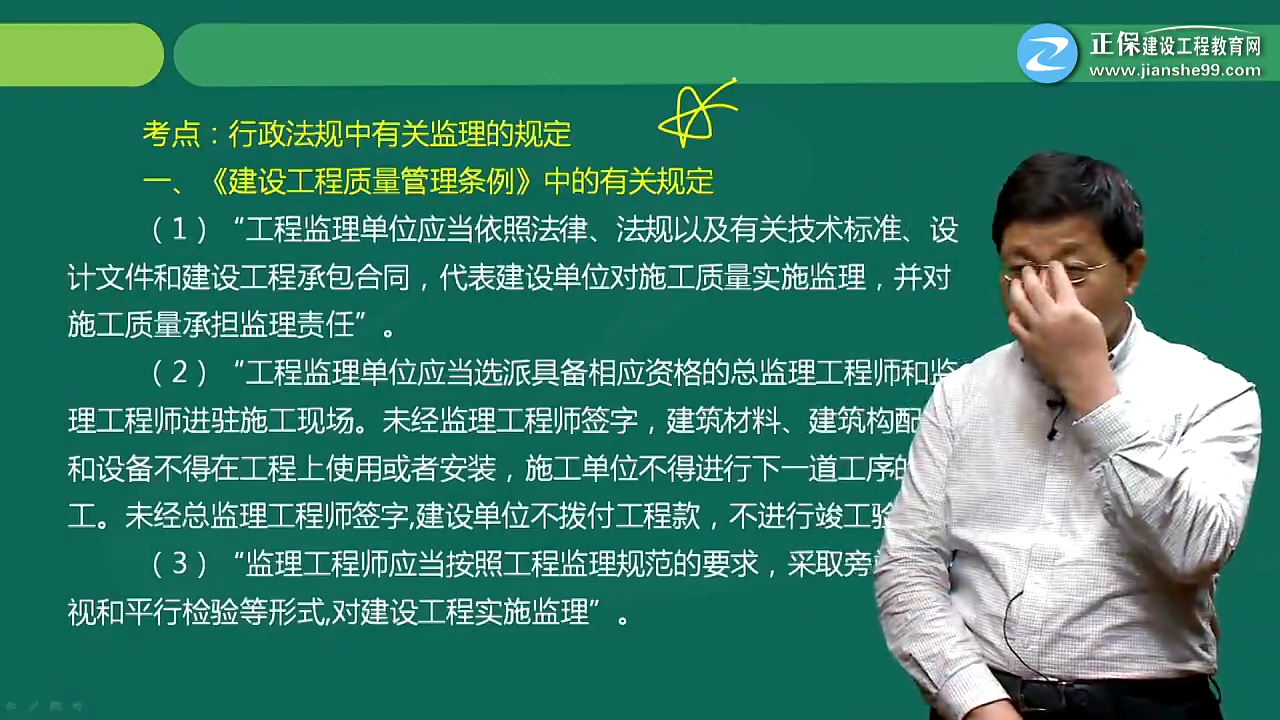 正保建设工程教育网
www.jianshe99.com
考点：行政法规中有关监理的规定
一、《建设工程质量管理条例》中的有关规定
（1）“工程监理单位应当依照法律、法规以及有关技术标准、设
计文件和建设工程承包合同，代表建设单位对施工质量实施监理，并对
施工质量承担监理责任”。
（2）“工程监理单位应当选派具备相应资格的总监理工程师和监
理工程师进驻施工现场。未经监理工程师签字，建筑材料、建筑构配
和设备不得在工程上使用或者安装，施工单位不得进行下一道工序的
工。未经总监理工程师签字,建设单位不拨付工程款，不进行竣工验
（3）“监理工程师应当按照工程监理规范的要求，采取旁
视和平行检验等形式,对建设工程实施监理”。